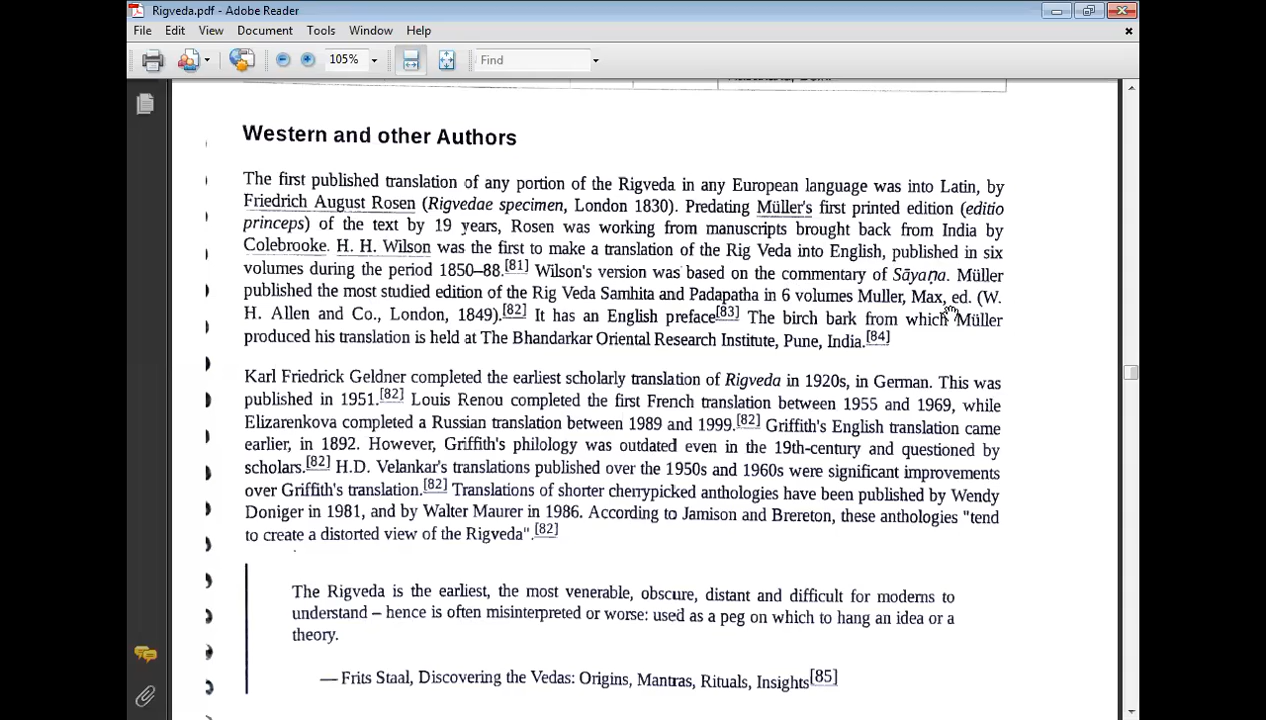 Rigveda.pdf - Adobe Reader
File Edit View Document Tools Window Help
105% Find
Western and other Authors
The first published translation of any portion of the Rigveda in any European language was into Latin, by
Friedrich August Rosen (Rigvedae specimen, London 1830). Predating Müller's first printed edition (editio
princeps) of the text by 19 years, Rosen was working from manuscripts brought back from India by
Colebrooke. H. H. Wilson was the first to make a translation of the Rig Veda into English, published in six
volumes during the period 1850–88.[81] Wilson's version was based on the commentary of Sāyaṇa. Müller
published the most studied edition of the Rig Veda Samhita and Padapatha in 6 volumes Muller, Max, ed. (W.
H. Allen and Co., London, 1849).[82] It has an English preface[83] The birch bark from which Müller
produced his translation is held at The Bhandarkar Oriental Research Institute, Pune, India.[84]
Karl Friedrick Geldner completed the earliest scholarly translation of Rigveda in 1920s, in German. This was
published in 1951.[82] Louis Renou completed the first French translation between 1955 and 1969, while
Elizarenkova completed a Russian translation between 1989 and 1999.[82] Griffith's English translation came
earlier, in 1892. However, Griffith's philology was outdated even in the 19th-century and questioned by
scholars.[82] H.D. Velankar's translations published over the 1950s and 1960s were significant improvements
over Griffith's translation.[82] Translations of shorter cherrypicked anthologies have been published by Wendy
Doniger in 1981, and by Walter Maurer in 1986. According to Jamison and Brereton, these anthologies "tend
to create a distorted view of the Rigveda".[82]
The Rigveda is the earliest, the most venerable, obscure, distant and difficult for moderns to
understand – hence is often misinterpreted or worse: used as a peg on which to hang an idea or a
theory.
— Frits Staal, Discovering the Vedas: Origins, Mantras, Rituals, Insights[85]